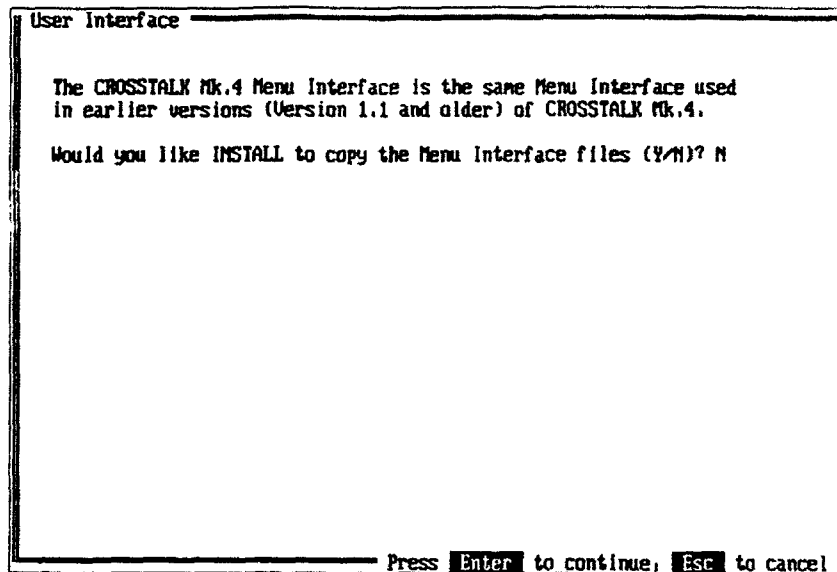 User Interface
The CROSSTALK Mk.4 Menu Interface is the same Menu Interface used
in earlier versions (Version 1.1 and older) of CROSSTALK Mk.4.
Would you like INSTALL to copy the Menu Interface files (Y/N)? N
Press Enter to continue, Esc to cancel